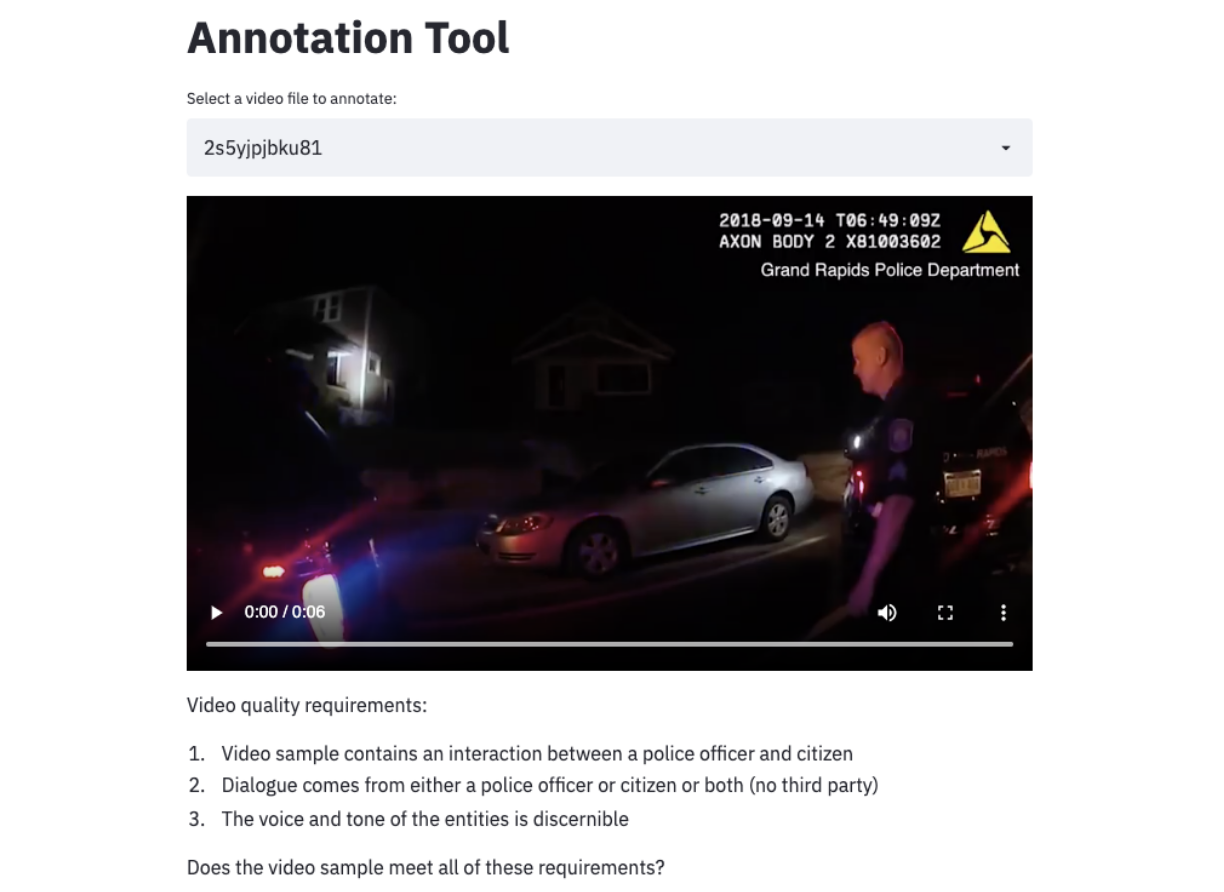 Annotation Tool
Select a video file to annotate:
2s5yjpjbku81
2018-09-14 T06:49:09Z
AXON BODY 2 X81003602
Grand Rapids Police Department
RAPIDS
0:00 / 0:06
Video quality requirements:
1. Video sample contains an interaction between a police officer and citizen
2. Dialogue comes from either a police officer or citizen or both (no third party)
3. The voice and tone of the entities is discernible
Does the video sample meet all of these requirements?